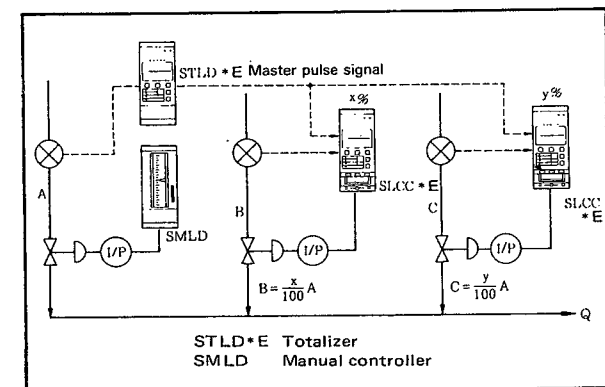 STLD*E Master pulse signal
x%
y%
A
SMLD
B
SLCC*E
C
SLCC
*E
I/P
I/P
I/P
B = x/100 A
C = y/100 A
Q
STLD*E Totalizer
SMLD Manual controller